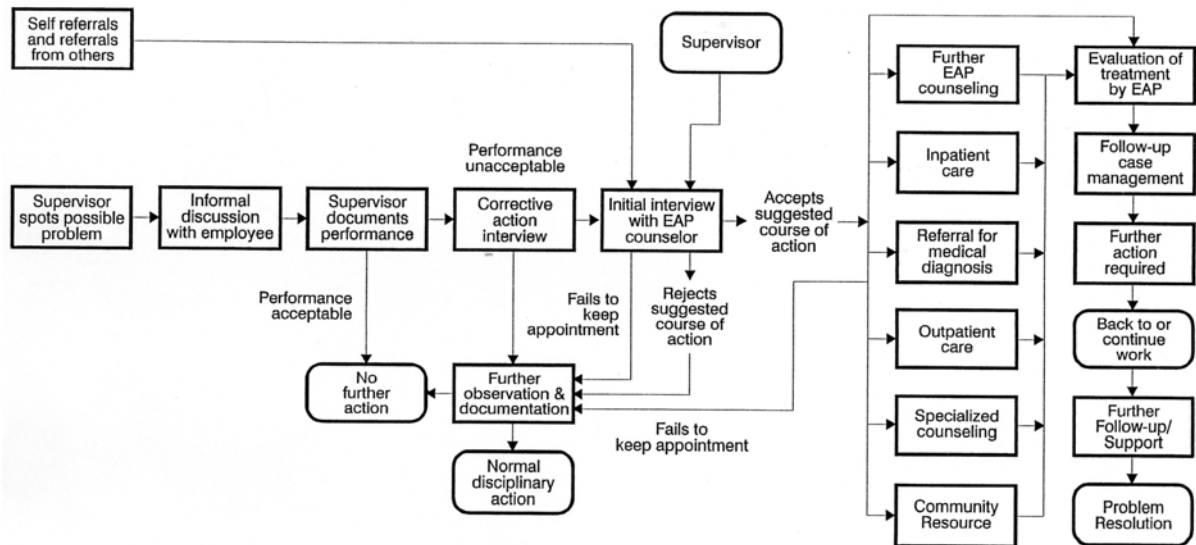 Self referrals
and referrals
from others
Supervisor
Further
EAP
counseling
Evaluation of
treatment
by EAP
Performance
unacceptable
Inpatient
care
Follow-up
case
management
Supervisor
spots possible
problem
Informal
discussion
with employee
Supervisor
documents
performance
Corrective
action
interview
Initial interview
with EAP
counselor
Accepts
suggested
course of
action
Referral for
medical
diagnosis
Further
action
required
Performance
acceptable
Fails to
keep
appointment
Rejects
suggested
course of
action
Outpatient
care
Back to or
continue
work
No
further
action
Further
observation &
documentation
Fails to
keep appointment
Specialized
counseling
Further
Follow-up/
Support
Normal
disciplinary
action
Community
Resource
Problem
Resolution